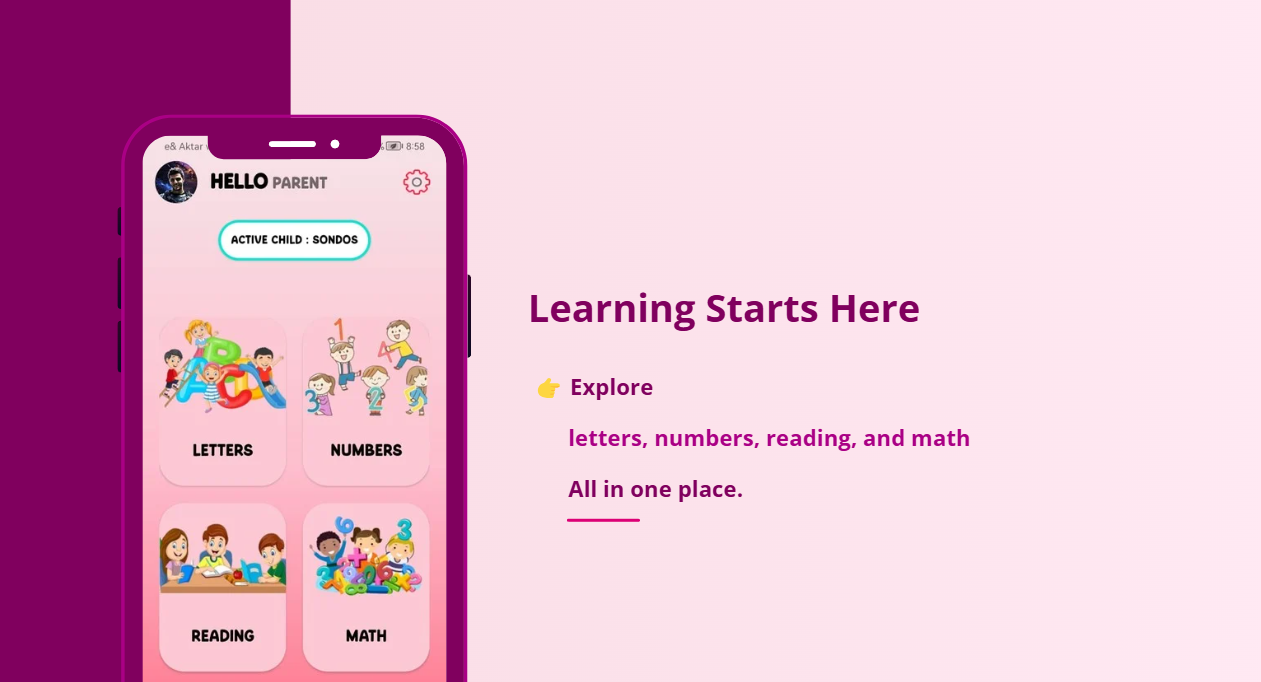 e& Aktar
8:58
HELLO PARENT
ACTIVE CHILD : SONDOS
LETTERS
NUMBERS
READING
MATH
Learning Starts Here
👉 Explore
letters, numbers, reading, and math
All in one place.